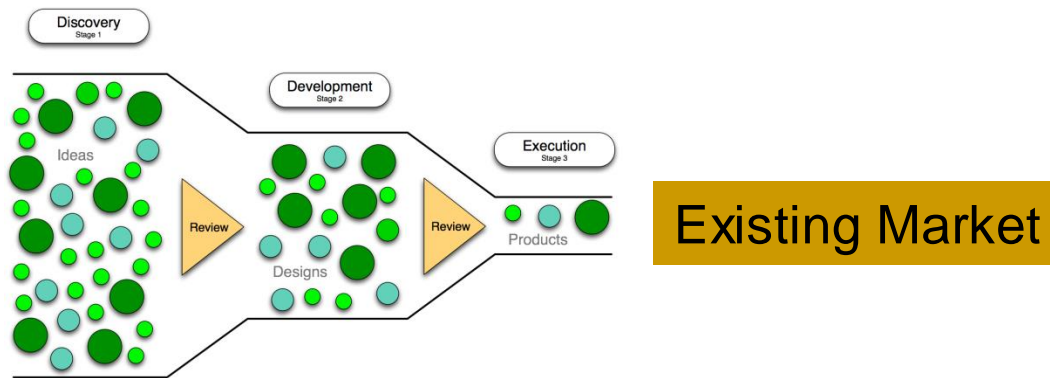 Discovery
Stage 1
Development
Stage 2
Execution
Stage 3
Ideas
Review
Designs
Review
Products
Existing Market